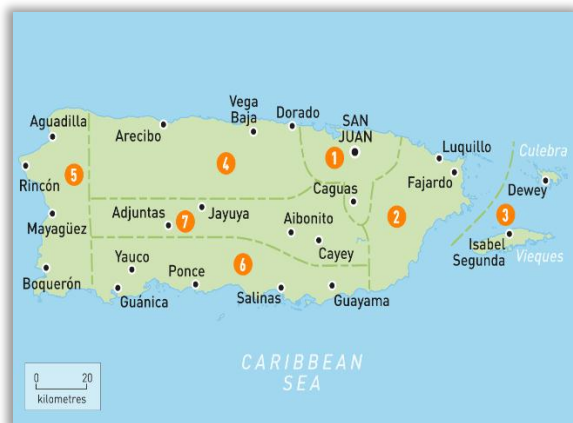 Vega
Baja
Dorado
SAN
JUAN
Aguadilla
Arecibo
Luquillo
Culebra
1
4
Rincón
5
Caguas
Fajardo
Dewey
Adjuntas
7
Jayuya
2
3
Mayagüez
Aibonito
Isabel
Segunda
Vieques
Cayey
Yauco
Ponce
6
Boquerón
Guánica
Salinas
Guayama
CARIBBEAN
SEA
0 20
kilometres